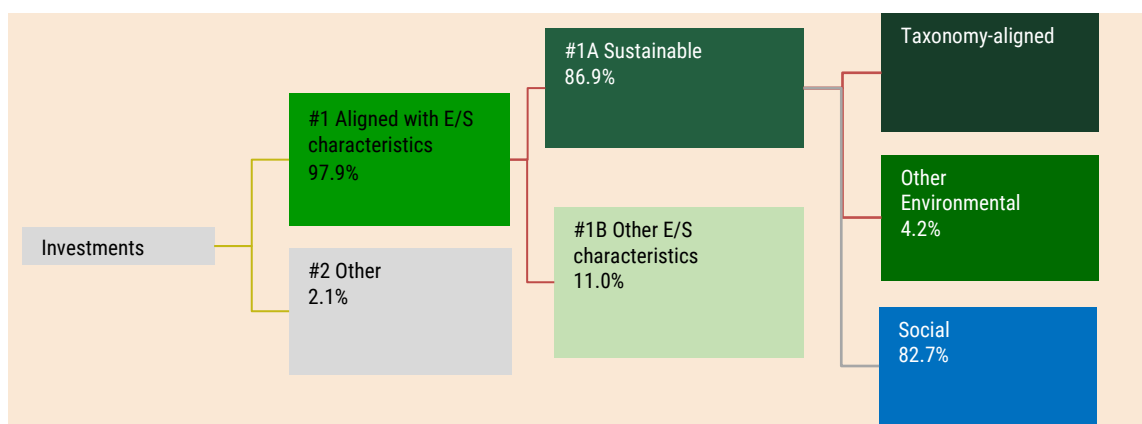 Investments
#1 Aligned with E/S
characteristics
97.9%
#2 Other
2.1%
#1A Sustainable
86.9%
#1B Other E/S
characteristics
11.0%
Taxonomy-aligned
Other
Environmental
4.2%
Social
82.7%